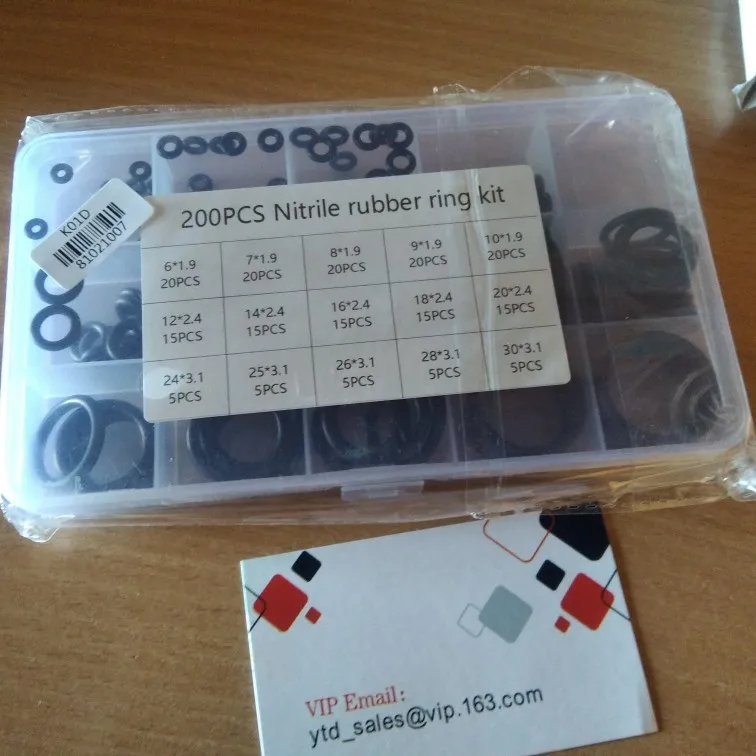 K01D
81021007
200PCS Nitrile rubber ring kit
6*1.9 7*1.9 8*1.9 9*1.9 10*1.9
20PCS 20PCS 20PCS 20PCS 20PCS
12*2.4 14*2.4 16*2.4 18*2.4 20*2.4
15PCS 15PCS 15PCS 15PCS 15PCS
24*3.1 25*3.1 26*3.1 28*3.1 30*3.1
5PCS 5PCS 5PCS 5PCS 5PCS
VIP Email:
ytd_sales@vip.163.com